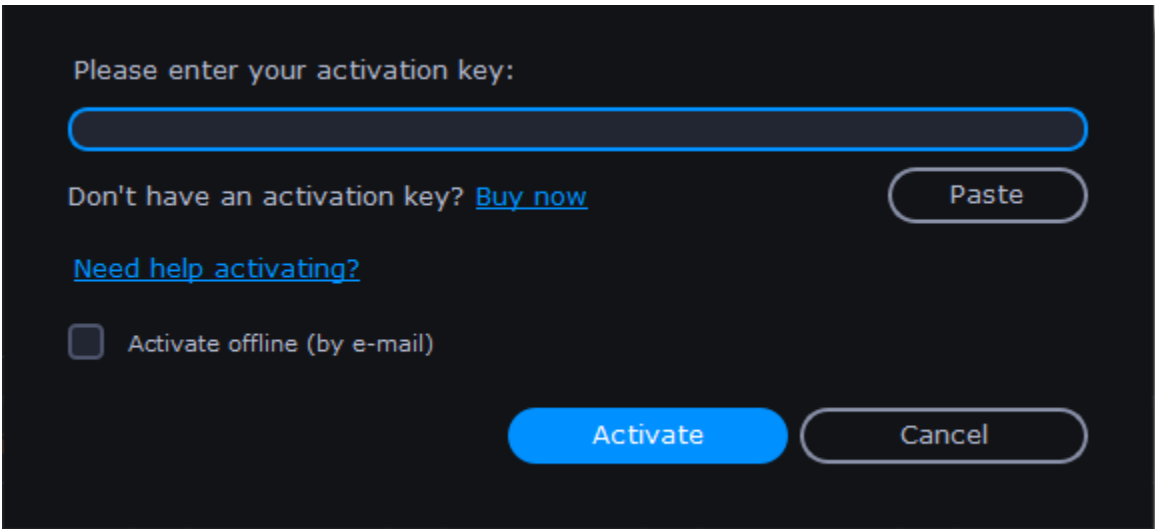 Please enter your activation key:
Don't have an activation key? Buy now
Paste
Need help activating?
Activate offline (by e-mail)
Activate
Cancel